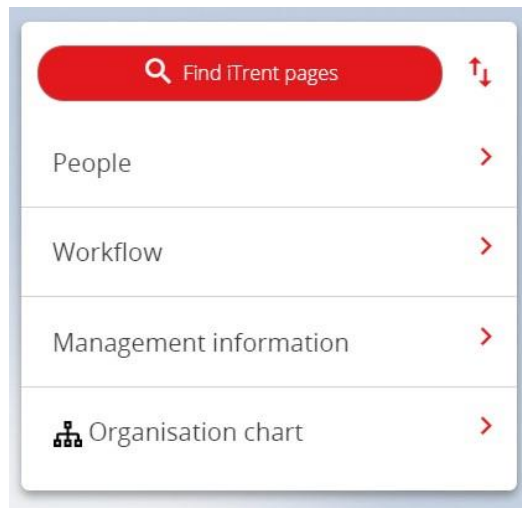 Find iTrent pages
People
Workflow
Management information
Organisation chart